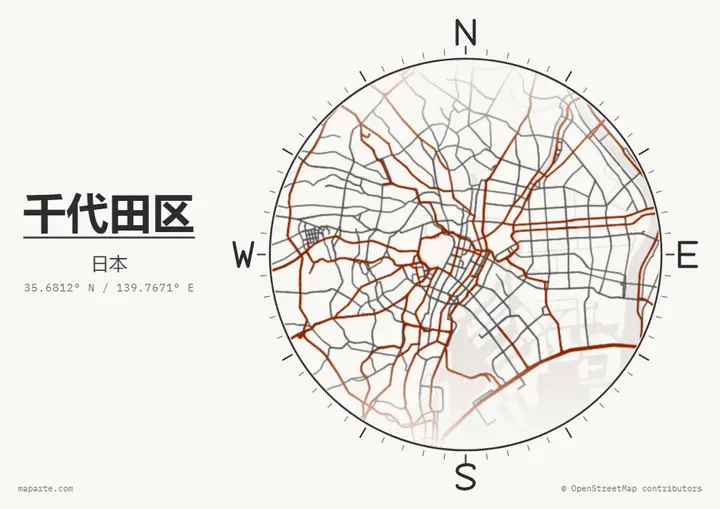 N
千代田区
W
E
日本
35.6812° N / 139.7671° E
S
maparte.com
© OpenStreetMap contributors